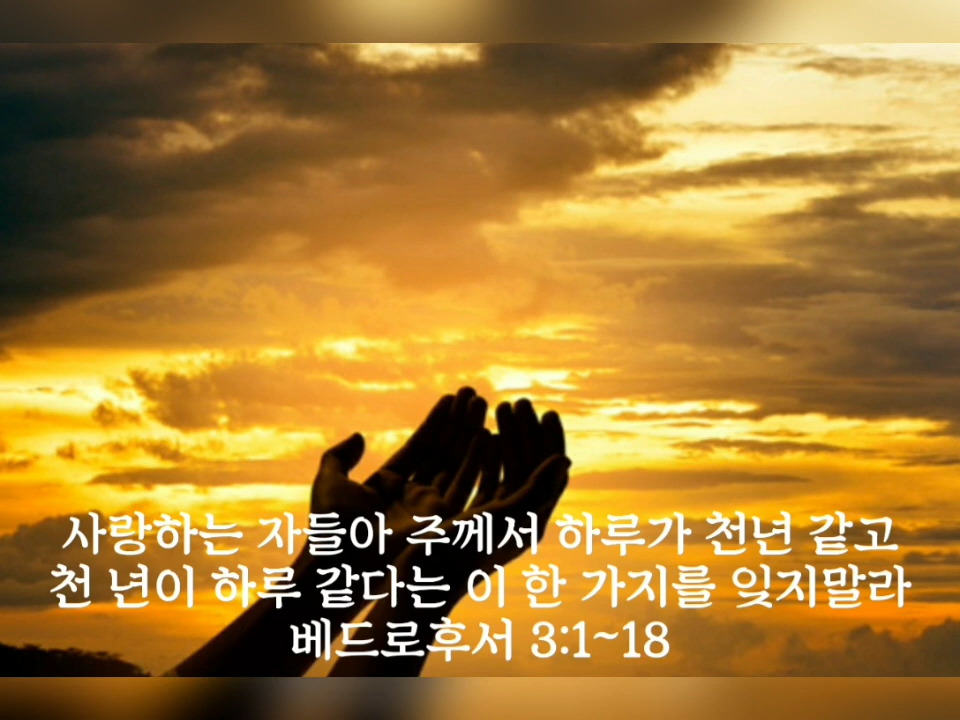 사랑하는 자들아 주께서 하루가 천년 같고
천 년이 하루 같다는 이 한 가지를 잊지말라
베드로후서 3:1~18